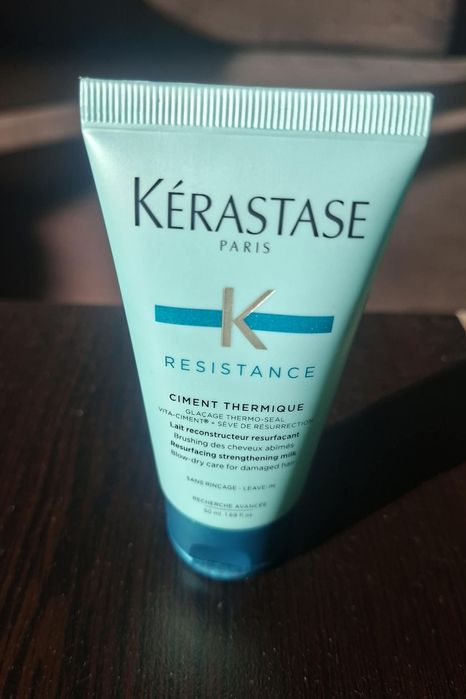 KÉRASTASE
PARIS
K
RESISTANCE
CIMENT THERMIQUE
GLAÇAGE THERMO-SEAL
VITA-CIMENT® + SÈVE DE RÉSURRECTION
Lait reconstructeur resurfaçant
Brushing des cheveux abîmés
Resurfacing strengthening milk
Blow-dry care for damaged hair
SANS RINÇAGE - LEAVE-IN
RECHERCHE AVANCÉE
50 ml 1.69 fl.oz.